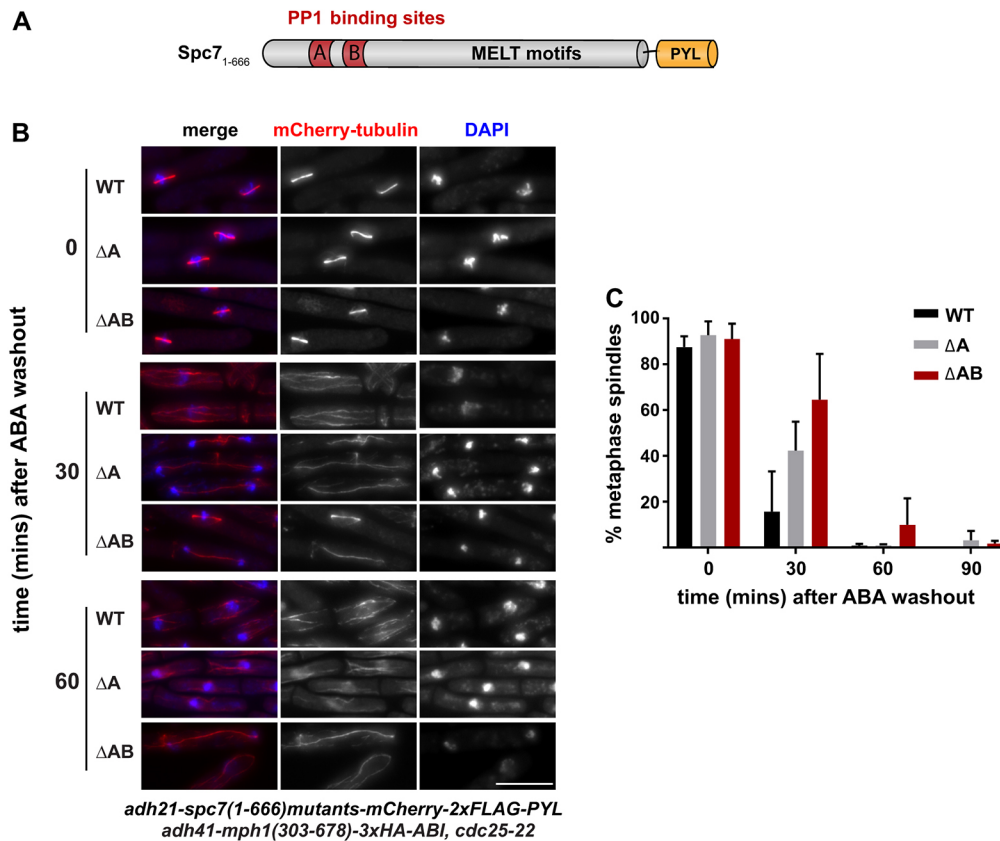 A
PP1 binding sites
Spc71-666
A
B
MELT motifs
PYL
B
merge
mCherry-tubulin
DAPI
time (mins) after ABA washout
0
WT
ΔA
ΔAB
30
WT
ΔA
ΔAB
60
WT
ΔA
ΔAB
adh21-spc7(1-666)mutants-mCherry-2xFLAG-PYL
adh41-mph1(303-678)-3xHA-ABI, cdc25-22
C
% metaphase spindles
100
80
60
40
20
0
30
60
90
time (mins) after ABA washout
WT
ΔA
ΔAB